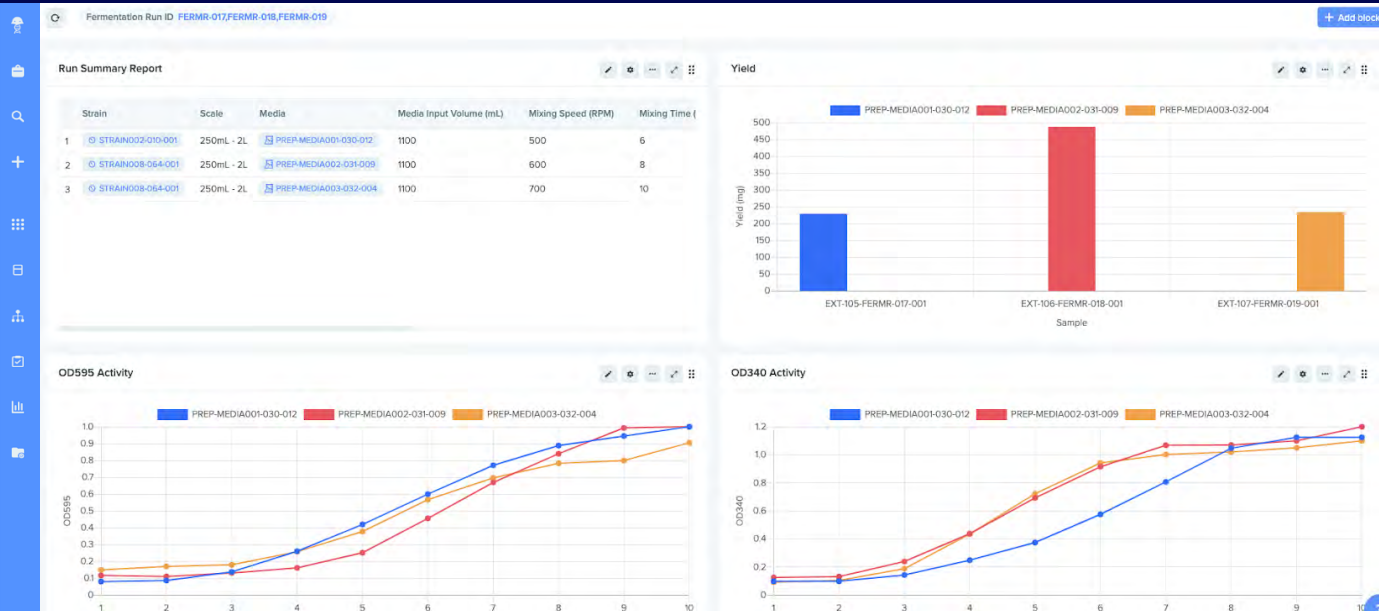 Fermentation Run ID FERMR-017,FERMR-018,FERMR-019
+ Add block
Run Summary Report
Strain Scale Media Media Input Volume (mL) Mixing Speed (RPM) Mixing Time (
1 STRAIN002-010-001 250mL - 2L PREP-MEDIA001-030-012 1100 500 6
2 STRAIN008-064-001 250mL - 2L PREP-MEDIA002-031-009 1100 600 8
3 STRAIN008-064-001 250mL - 2L PREP-MEDIA003-032-004 1100 700 10
Yield
PREP-MEDIA001-030-012 PREP-MEDIA002-031-009 PREP-MEDIA003-032-004
500
450
400
350
300
250
200
150
100
50
0
Yield (mg)
EXT-105-FERMR-017-001 EXT-106-FERMR-018-001 EXT-107-FERMR-019-001
Sample
OD595 Activity
PREP-MEDIA001-030-012 PREP-MEDIA002-031-009 PREP-MEDIA003-032-004
1.0
0.9
0.8
0.7
0.6
0.5
0.4
0.3
0.2
0.1
0
OD595
1 2 3 4 5 6 7 8 9 10
OD340 Activity
PREP-MEDIA001-030-012 PREP-MEDIA002-031-009 PREP-MEDIA003-032-004
1.2
1.0
0.8
0.6
0.4
0.2
0
OD340
1 2 3 4 5 6 7 8 9 10